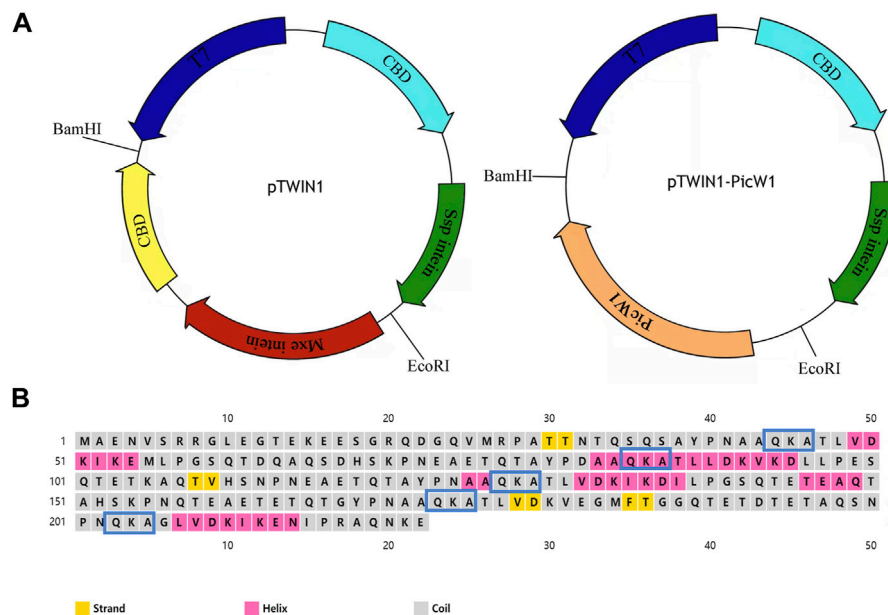 A
T7
CBD
BamHI
pTWIN1
CBD
Ssp intein
Mxe intein
EcoRI
T7
CBD
BamHI
pTWIN1-PicW1
Ssp intein
PicW1
EcoRI
B
10 20 30 40 50
1 M A E N V S R R G L E G T E K E E S G R Q D G Q V M R P A T T N T Q S Q S A Y P N A A Q K A T L V D
51 K I K E M L P G S Q T D Q A Q S D H S K P N E A E T Q T A Y P D A A Q K A T L L D K V K D L L P E S
101 Q T E T K A Q T V H S N P N E A E T Q T A Y P N A A Q K A T L V D K I K D I L P G S Q T E T E A Q T
151 A H S K P N Q T E A E T E T Q T G Y P N A A Q K A T L V D K V E G M F T G G Q T E T D T E T A Q S N
201 P N Q K A G L V D K I K E N I P R A Q N K E
10 20 30 40 50
Strand Helix Coil